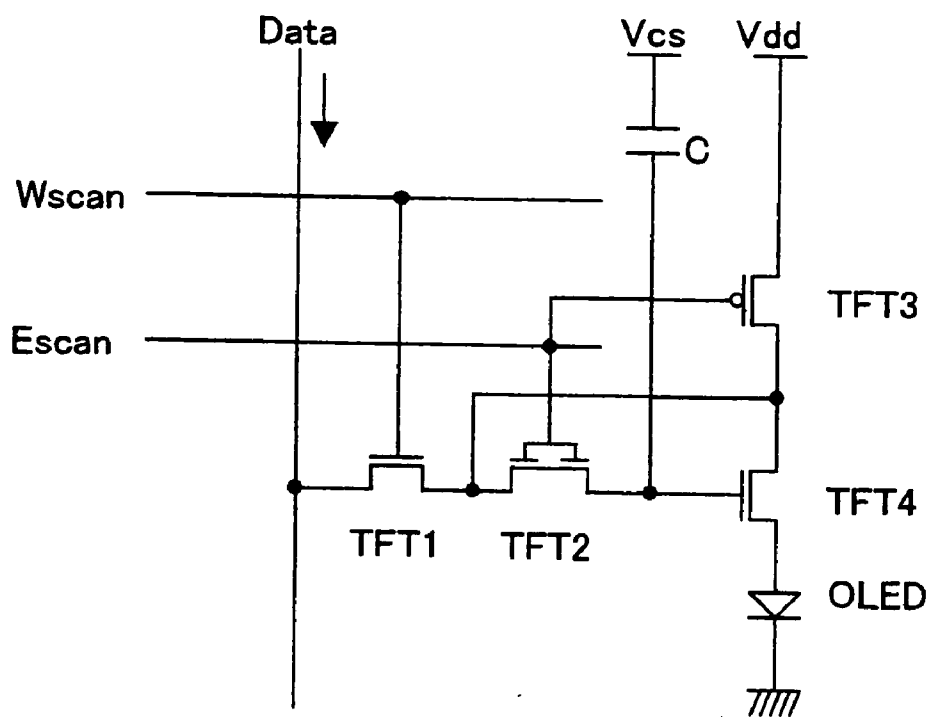 Data
Vcs
Vdd
C
Wscan
TFT3
Escan
TFT4
TFT1
TFT2
OLED